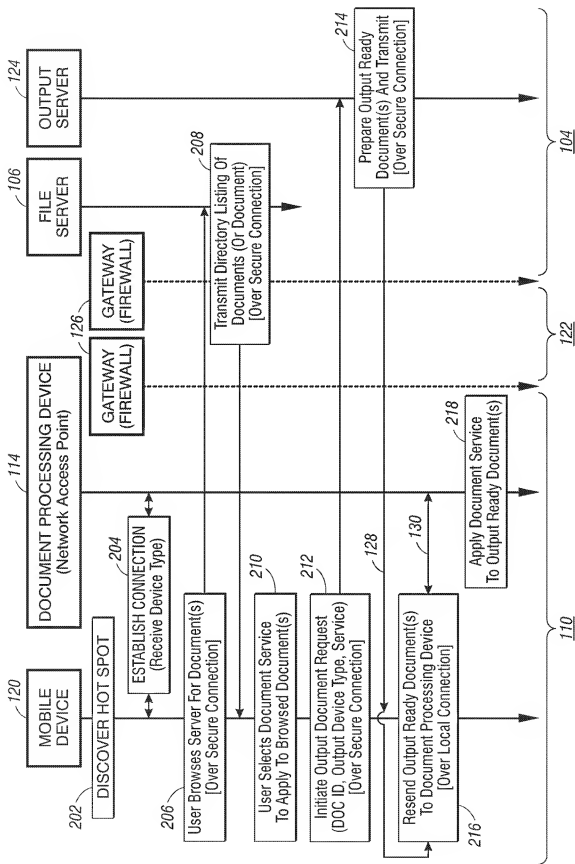 120
MOBILE
DEVICE
114
DOCUMENT PROCESSING DEVICE
(Network Access Point)
126
GATEWAY
(FIREWALL)
GATEWAY
(FIREWALL)
106
FILE
SERVER
124
OUTPUT
SERVER
202
DISCOVER HOT SPOT
204
ESTABLISH CONNECTION
(Receive Device Type)
206
User Browses Server For Document(s)
[Over Secure Connection]
208
Transmit Directory Listing Of
Documents (Or Document)
[Over Secure Connection]
210
User Selects Document Service
To Apply To Browsed Document(s)
212
Initiate Output Document Request
(DOC ID, Output Device Type, Service)
[Over Secure Connection]
214
Prepare Output Ready
Document(s) And Transmit
[Over Secure Connection]
128
130
Resend Output Ready Document(s)
To Document Processing Device
[Over Local Connection]
216
218
Apply Document Service
To Output Ready Document(s)
110
122
104